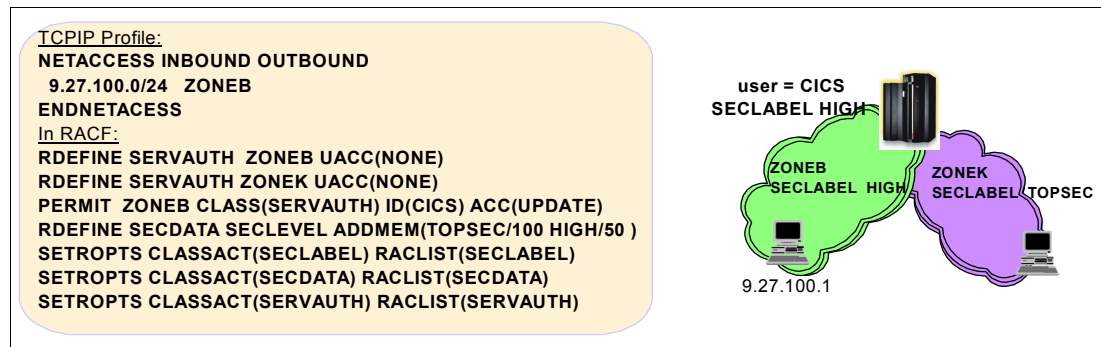 TCPIP Profile:
NETACCESS INBOUND OUTBOUND
9.27.100.0/24 ZONEB
ENDNETACESS
In RACF:
RDEFINE SERVAUTH ZONEB UACC(NONE)
RDEFINE SERVAUTH ZONEK UACC(NONE)
PERMIT ZONEB CLASS(SERVAUTH) ID(CICS) ACC(UPDATE)
RDEFINE SECDATA SECLEVEL ADDMEM(TOPSEC/100 HIGH/50 )
SETROPTS CLASSACT(SECLABEL) RACLIST(SECLABEL)
SETROPTS CLASSACT(SECDATA) RACLIST(SECDATA)
SETROPTS CLASSACT(SERVAUTH) RACLIST(SERVAUTH)
user = CICS
SECLABEL HIGH
ZONEB
SECLABEL HIGH
ZONEK
SECLABEL TOPSEC
9.27.100.1